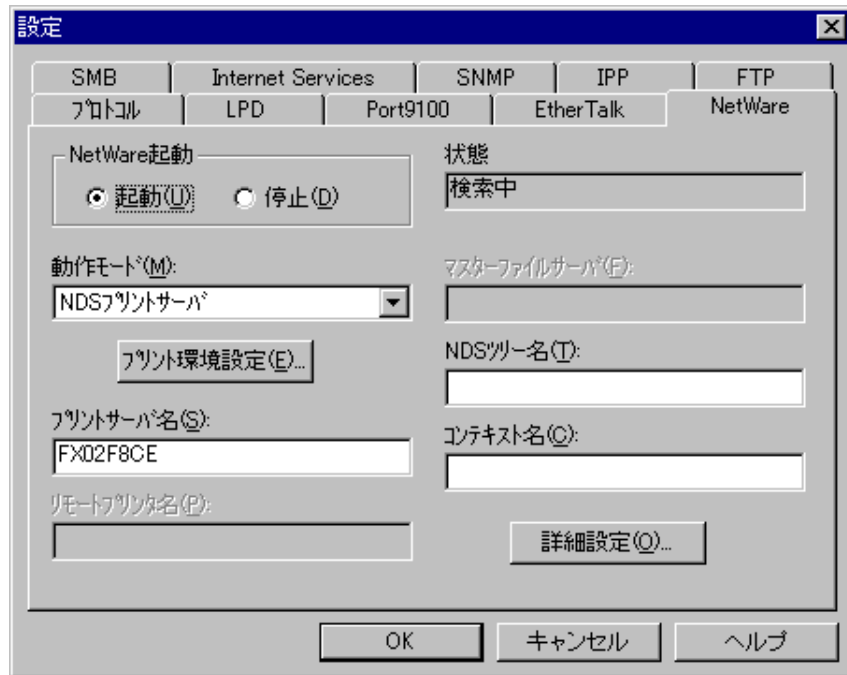 設定
SMB Internet Services SNMP IPP FTP
ﾌﾟﾛﾄｺﾙ LPD Port9100 EtherTalk NetWare
NetWare起動
起動(U) 停止(D)
状態
検索中
動作ﾓｰﾄﾞ(M):
NDSﾌﾟﾘﾝﾄｻｰﾊﾞ
ﾏｽﾀｰﾌｧｲﾙｻｰﾊﾞ(F):
ﾌﾟﾘﾝﾄ環境設定(E)...
NDSﾂﾘｰ名(T):
ﾌﾟﾘﾝﾄｻｰﾊﾞ名(S):
FX02F8CE
ｺﾝﾃｷｽﾄ名(C):
ﾘﾓｰﾄﾌﾟﾘﾝﾀ名(P):
詳細設定(O)...
OK キャンセル ヘルプ